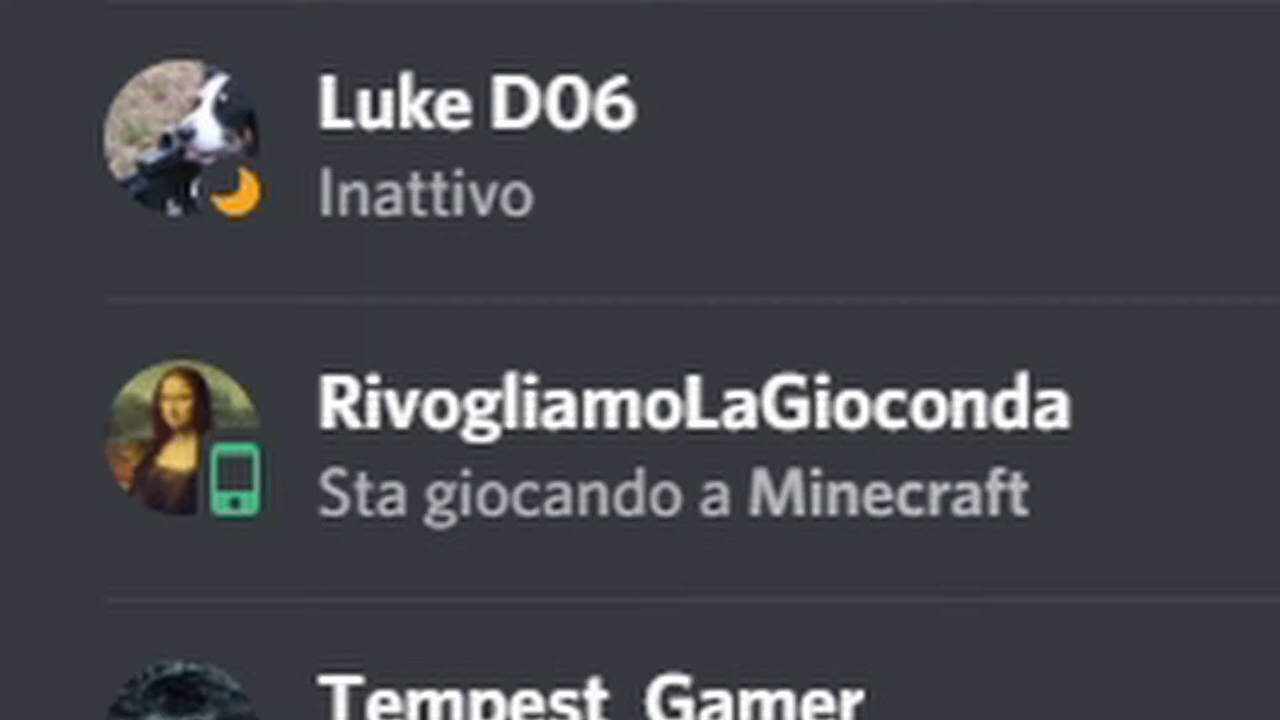 Luke D06
Inattivo
RivogliamoLaGioconda
Sta giocando a Minecraft
Tempest_Gamer